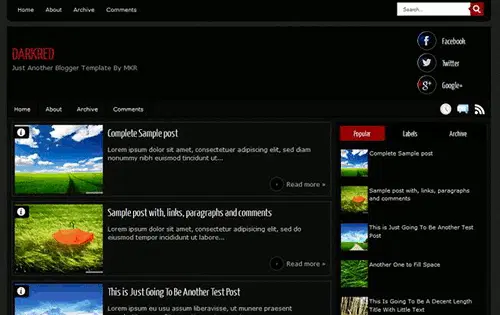 Home About Archive Comments
Search...
DARKRED
Just Another Blogger Template By MKR
Facebook
Twitter
Google+
Home About Archive Comments
Complete Sample post
Lorem ipsum dolor sit amet, consectetuer adipiscing elit, sed diam
nonummy nibh euismod tincidunt ut...
Read more »
Sample post with, links, paragraphs and comments
Lorem ipsum dolor sit amet, consectetur adipiscing elit, sed do
eiusmod tempor incididunt ut labore...
Read more »
This is Just Going To Be Another Test Post
Lorem ipsum eu usu assum liberavisse, ut munere praesent
Popular Labels Archive
Complete Sample post
Sample post with, links, paragraphs
and comments
This is Just Going To Be Another Test
Post
Another One to Fill Space
This Is Going To Be A Decent Length
Title With Little Text